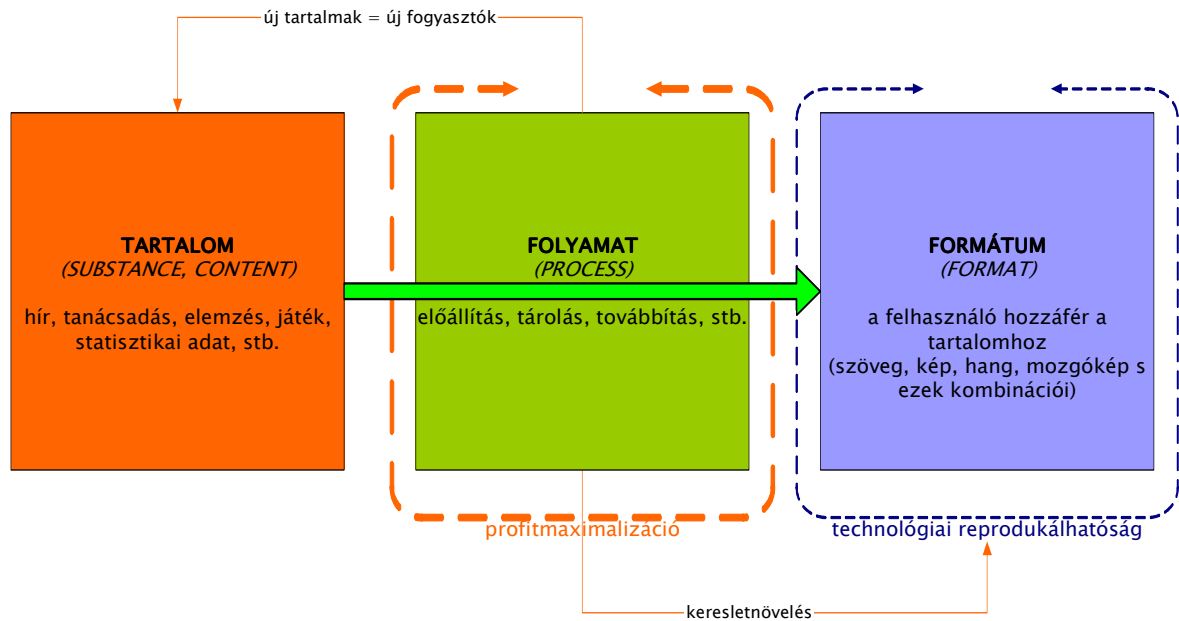 új tartalmak = új fogyasztók
TARTALOM
(SUBSTANCE, CONTENT)
hír, tanácsadás, elemzés, játék,
statisztikai adat, stb.
FOLYAMAT
(PROCESS)
előállítás, tárolás, továbbítás, stb.
FORMÁTUM
(FORMAT)
a felhasználó hozzáfér a
tartalomhoz
(szöveg, kép, hang, mozgókép s
ezek kombinációi)
profitmaximalizáció
technológiai reprodukálhatóság
keresletnövelés